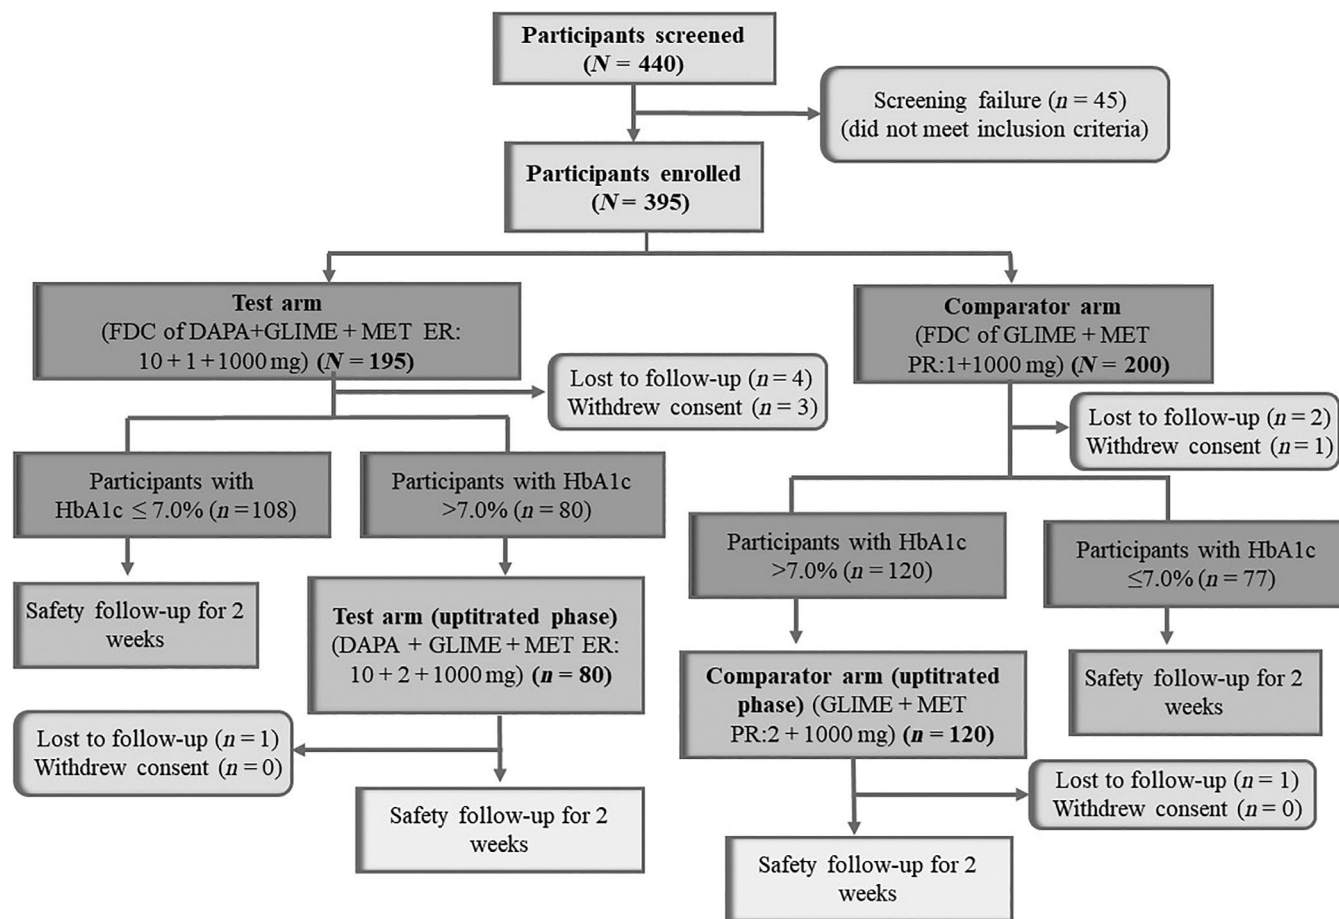 Participants screened
(N = 440)
Screening failure (n = 45)
(did not meet inclusion criteria)
Participants enrolled
(N = 395)
Test arm
(FDC of DAPA+GLIME + MET ER:
10 + 1 + 1000 mg) (N = 195)
Comparator arm
(FDC of GLIME + MET
PR:1+1000 mg) (N = 200)
Lost to follow-up (n = 4)
Withdrew consent (n = 3)
Lost to follow-up (n = 2)
Withdrew consent (n = 1)
Participants with
HbA1c ≤ 7.0% (n = 108)
Participants with HbA1c
>7.0% (n = 80)
Participants with HbA1c
>7.0% (n = 120)
Participants with HbA1c
≤7.0% (n = 77)
Safety follow-up for 2
weeks
Test arm (uptitrated phase)
(DAPA + GLIME + MET ER:
10 + 2 + 1000 mg) (n = 80)
Comparator arm (uptitrated
phase) (GLIME + MET
PR:2 + 1000 mg) (n = 120)
Safety follow-up for 2
weeks
Lost to follow-up (n = 1)
Withdrew consent (n = 0)
Lost to follow-up (n = 1)
Withdrew consent (n = 0)
Safety follow-up for 2
weeks
Safety follow-up for 2
weeks